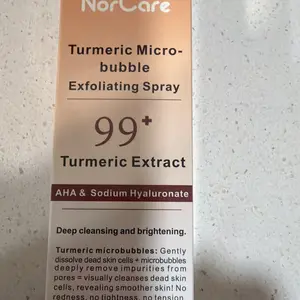 NorCare
Turmeric Micro-
bubble
Exfoliating Spray
99+
Turmeric Extract
AHA & Sodium Hyaluronate
Deep cleansing and brightening.
Turmeric microbubbles: Gently
dissolve dead skin cells + microbubbles
deeply remove impurities from
pores = visually cleanses dead skin
cells, revealing smoother skin! No
redness, no tightness, no tension